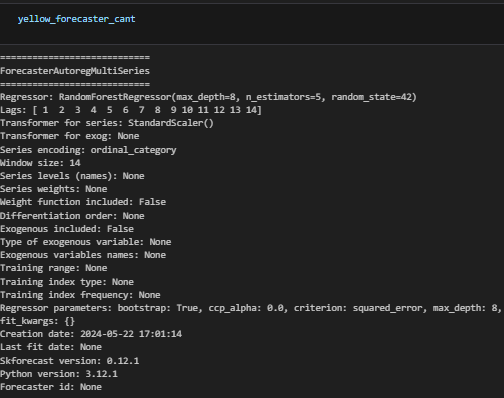 yellow_forecaster_cant
============================
ForecasterAutoregMultiSeries
============================
Regressor: RandomForestRegressor(max_depth=8, n_estimators=5, random_state=42)
Lags: [ 1  2  3  4  5  6  7  8  9 10 11 12 13 14]
Transformer for series: StandardScaler()
Transformer for exog: None
Series encoding: ordinal_category
Window size: 14
Series levels (names): None
Series weights: None
Weight function included: False
Differentiation order: None
Exogenous included: False
Type of exogenous variable: None
Exogenous variables names: None
Training range: None
Training index type: None
Training index frequency: None
Regressor parameters: bootstrap: True, ccp_alpha: 0.0, criterion: squared_error, max_depth: 8,
fit_kwargs: {}
Creation date: 2024-05-22 17:01:14
Last fit date: None
Skforecast version: 0.12.1
Python version: 3.12.1
Forecaster id: None